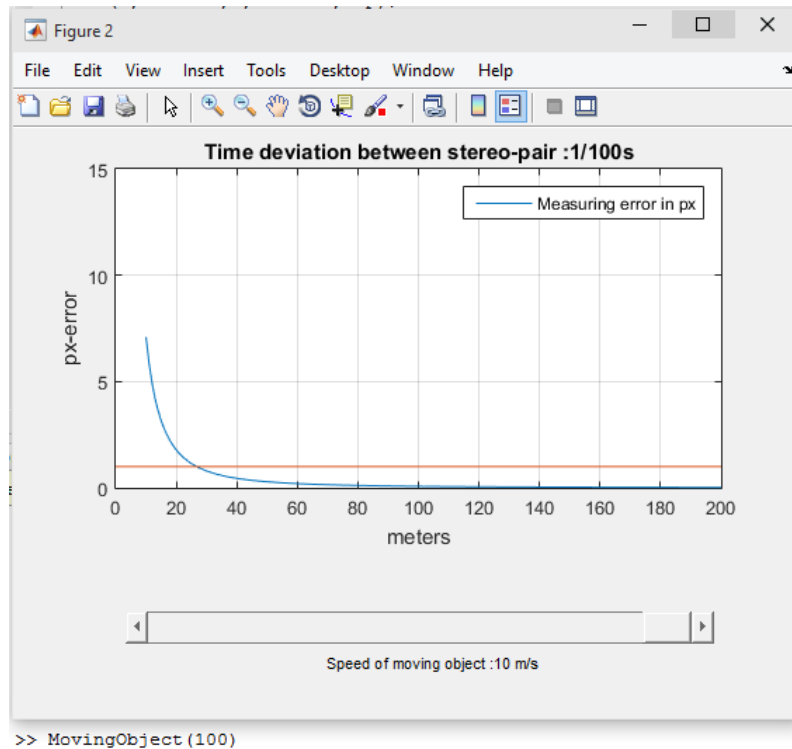 Figure 2
File Edit View Insert Tools Desktop Window Help
Time deviation between stereo-pair :1/100s
Measuring error in px
15
10
5
0
px-error
0 20 40 60 80 100 120 140 160 180 200
meters
Speed of moving object :10 m/s
>> MovingObject(100)